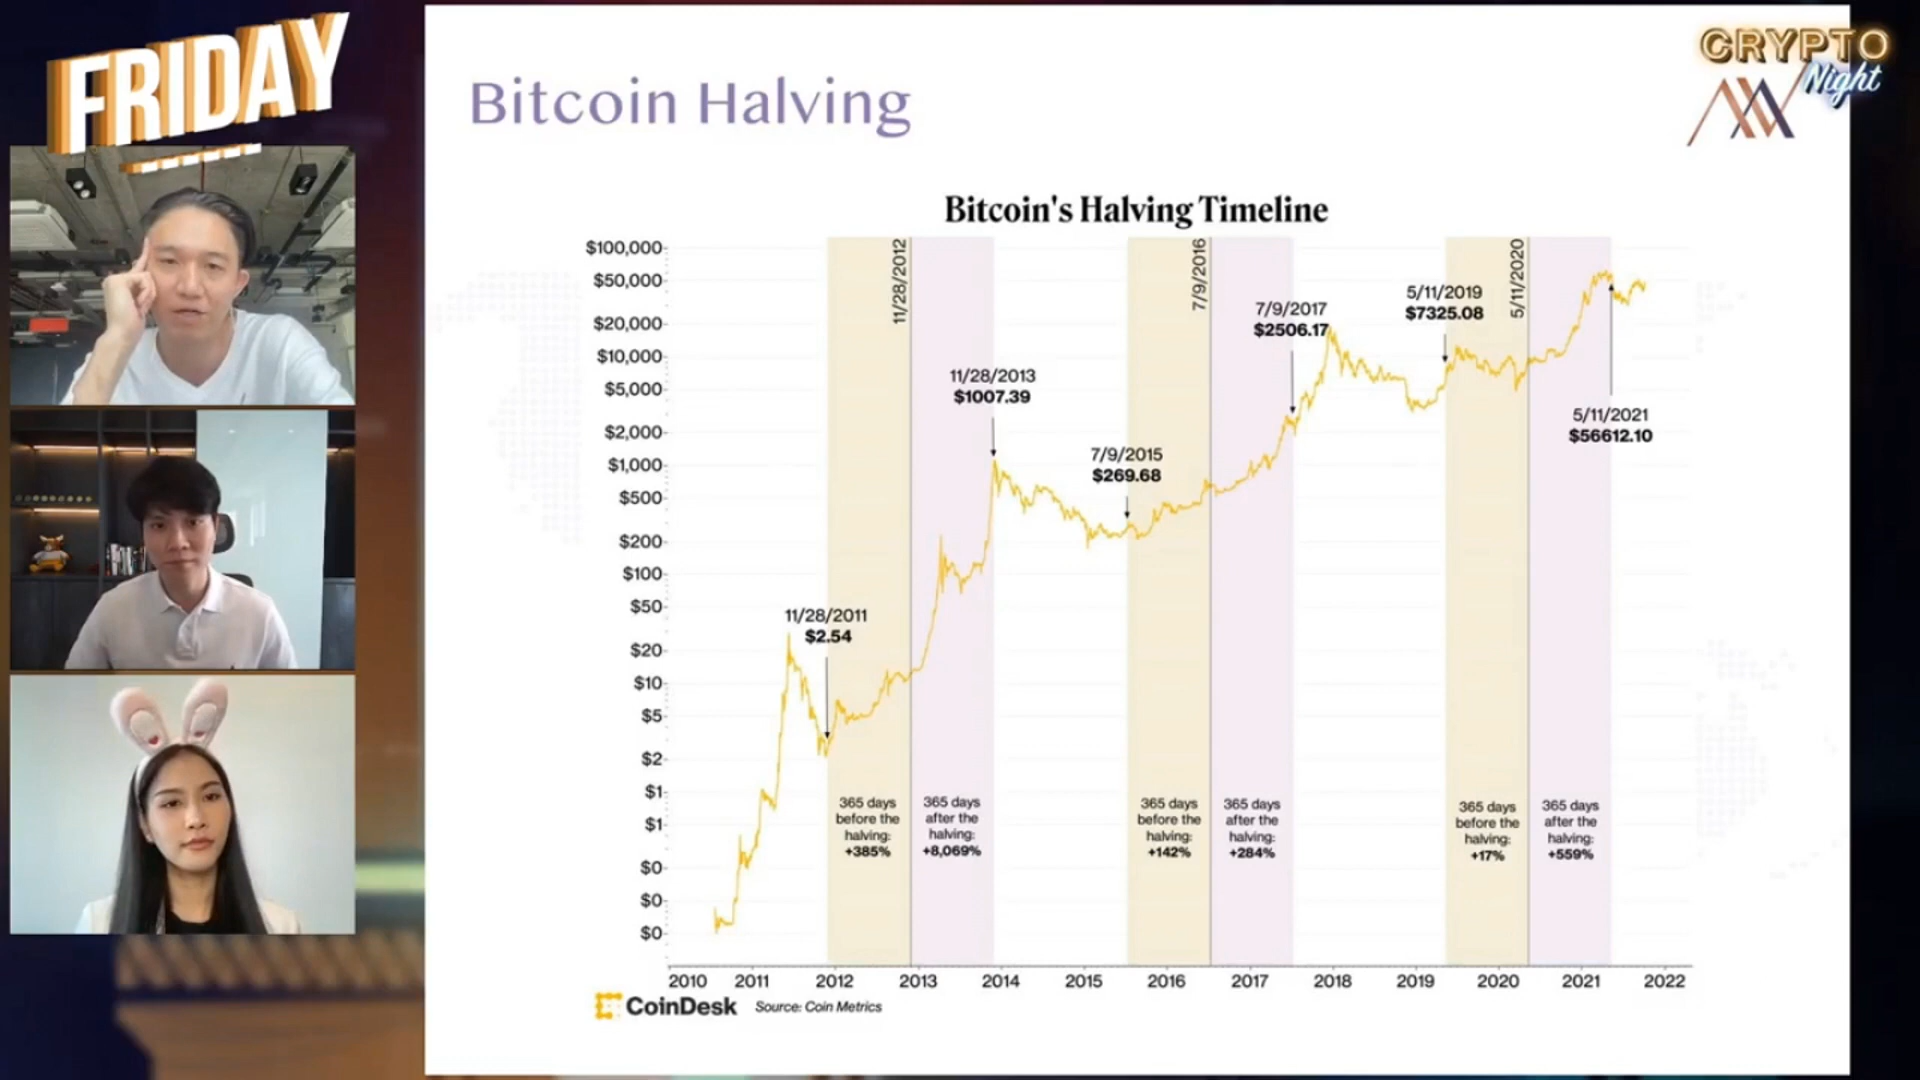 FRIDAY
CRYPTO
Night
Bitcoin Halving
Bitcoin's Halving Timeline
$100,000
$50,000
$20,000
$10,000
$5,000
$2,000
$1,000
$500
$200
$100
$50
$20
$10
$5
$2
$1
$1
$0
$0
$0
11/28/2012
7/9/2016
5/11/2020
11/28/2011
$2.54
11/28/2013
$1007.39
7/9/2015
$269.68
7/9/2017
$2506.17
5/11/2019
$7325.08
5/11/2021
$56612.10
365 days
before the
halving:
+385%
365 days
after the
halving:
+8,069%
365 days
before the
halving:
+142%
365 days
after the
halving:
+284%
365 days
before the
halving:
+17%
365 days
after the
halving:
+559%
2010 2011 2012 2013 2014 2015 2016 2017 2018 2019 2020 2021 2022
CoinDesk Source: Coin Metrics